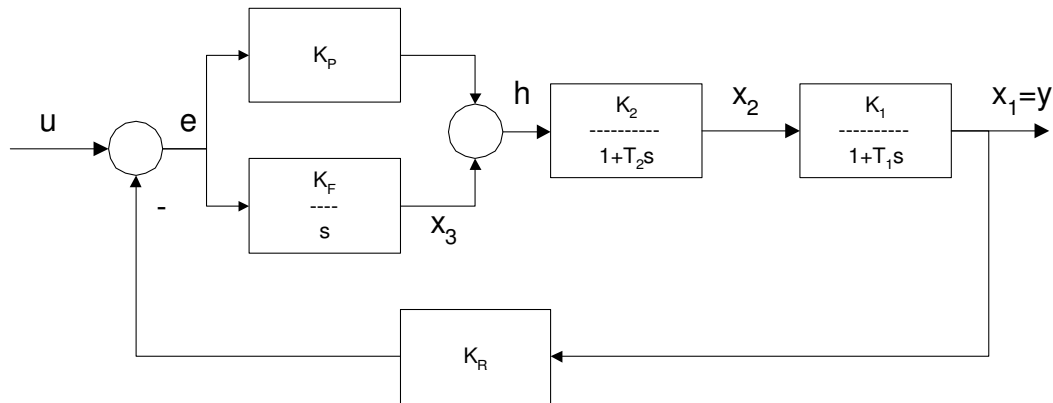 K_P
h
K_2
----------
1+T_2s
x_2
K_1
----------
1+T_1s
x_1=y
u
e
-
K_F
----
s
x_3
K_R